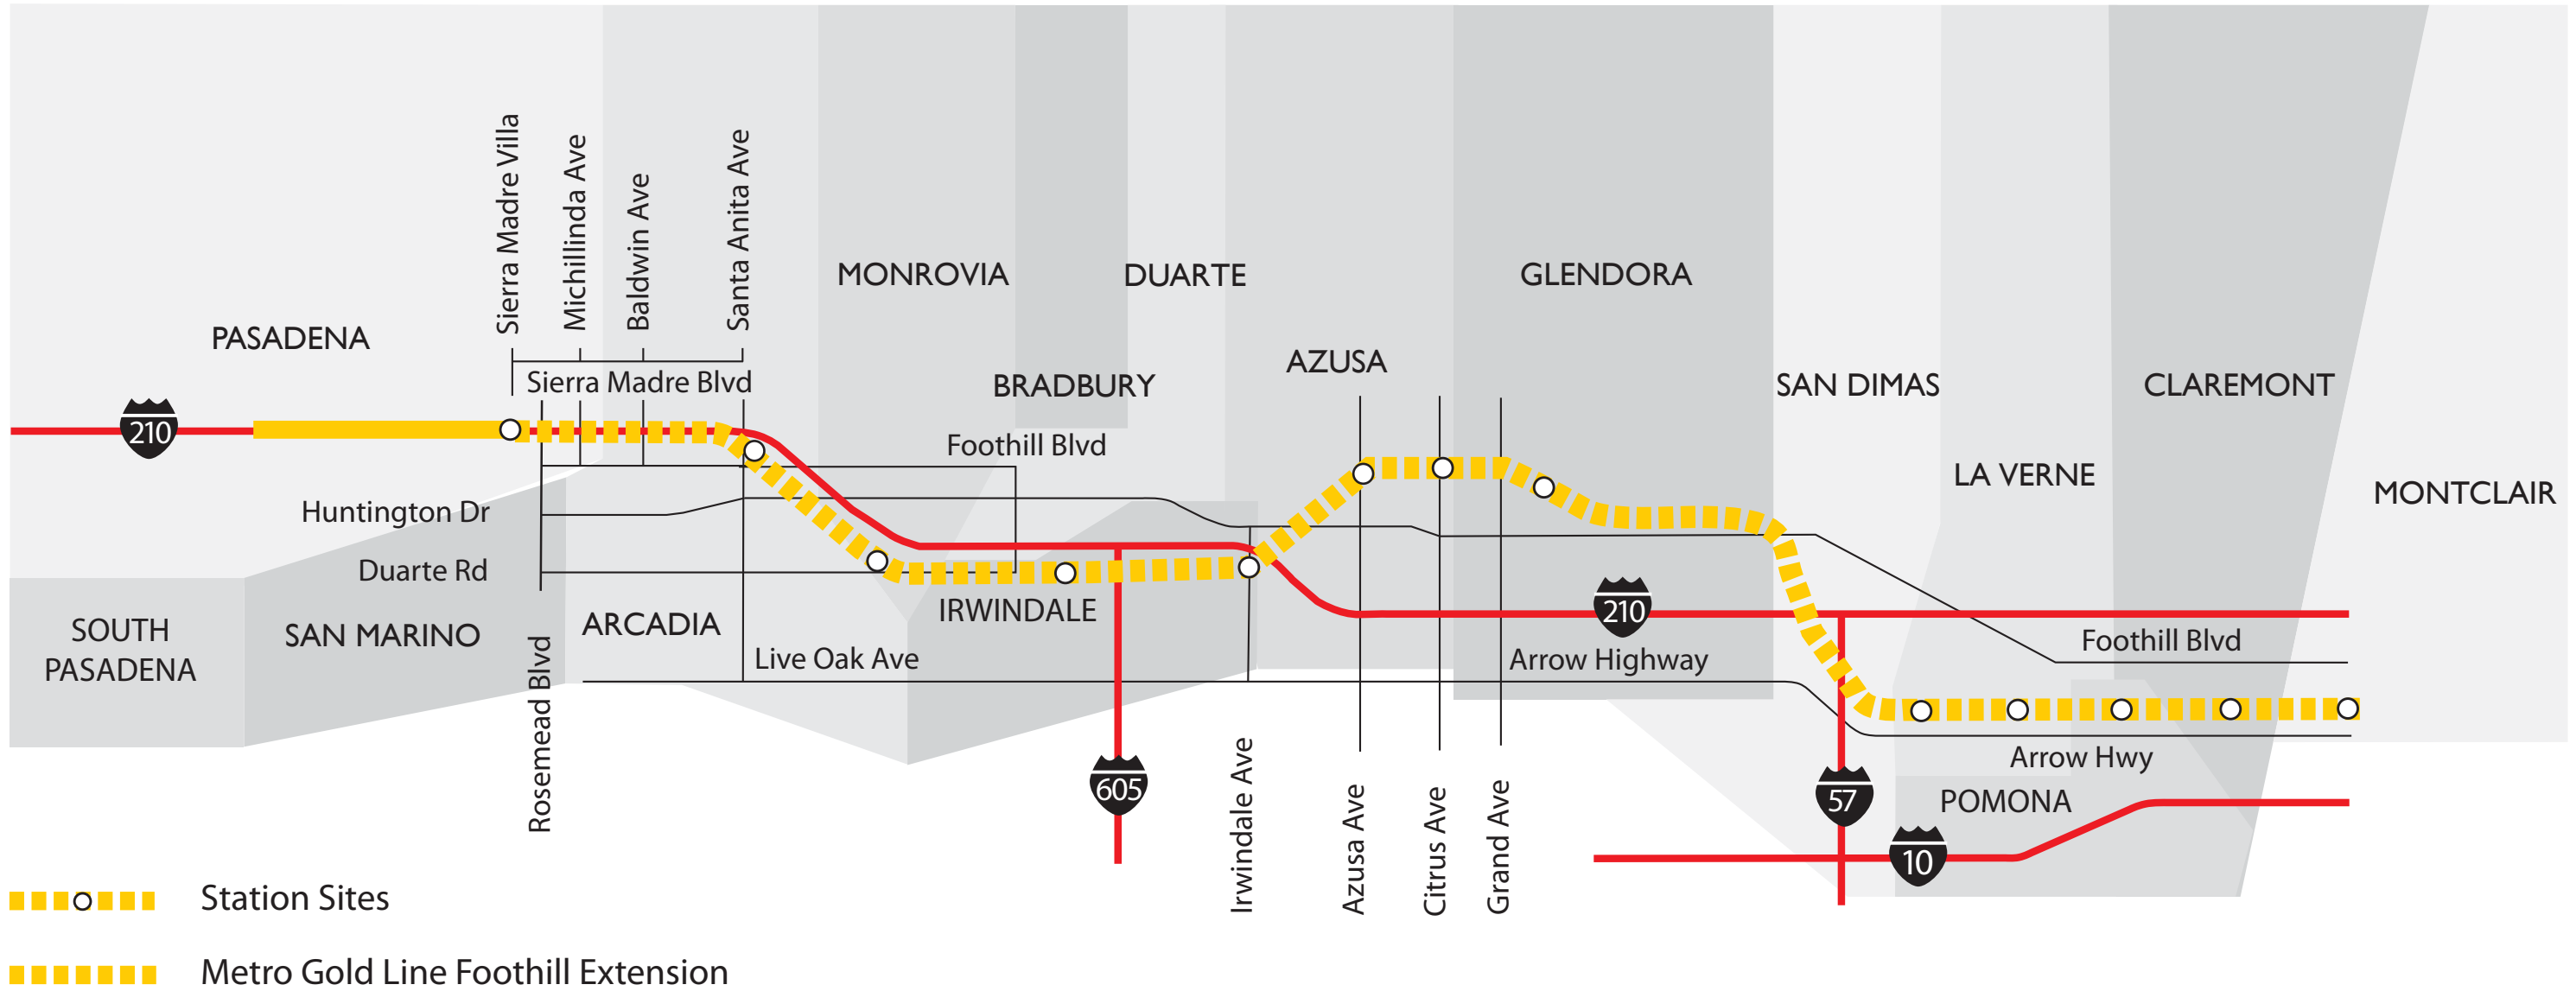 Sierra Madre Villa
Michillinda Ave
Baldwin Ave
Santa Anita Ave
MONROVIA
DUARTE
GLENDORA
PASADENA
AZUSA
Sierra Madre Blvd
BRADBURY
SAN DIMAS
CLAREMONT
210
Foothill Blvd
LA VERNE
MONTCLAIR
Huntington Dr
Duarte Rd
IRWINDALE
210
SOUTH
PASADENA
SAN MARINO
ARCADIA
Foothill Blvd
Live Oak Ave
Arrow Highway
Rosemead Blvd
Arrow Hwy
605
57
POMONA
Irwindale Ave
Azusa Ave
Citrus Ave
Grand Ave
10
Station Sites
Metro Gold Line Foothill Extension